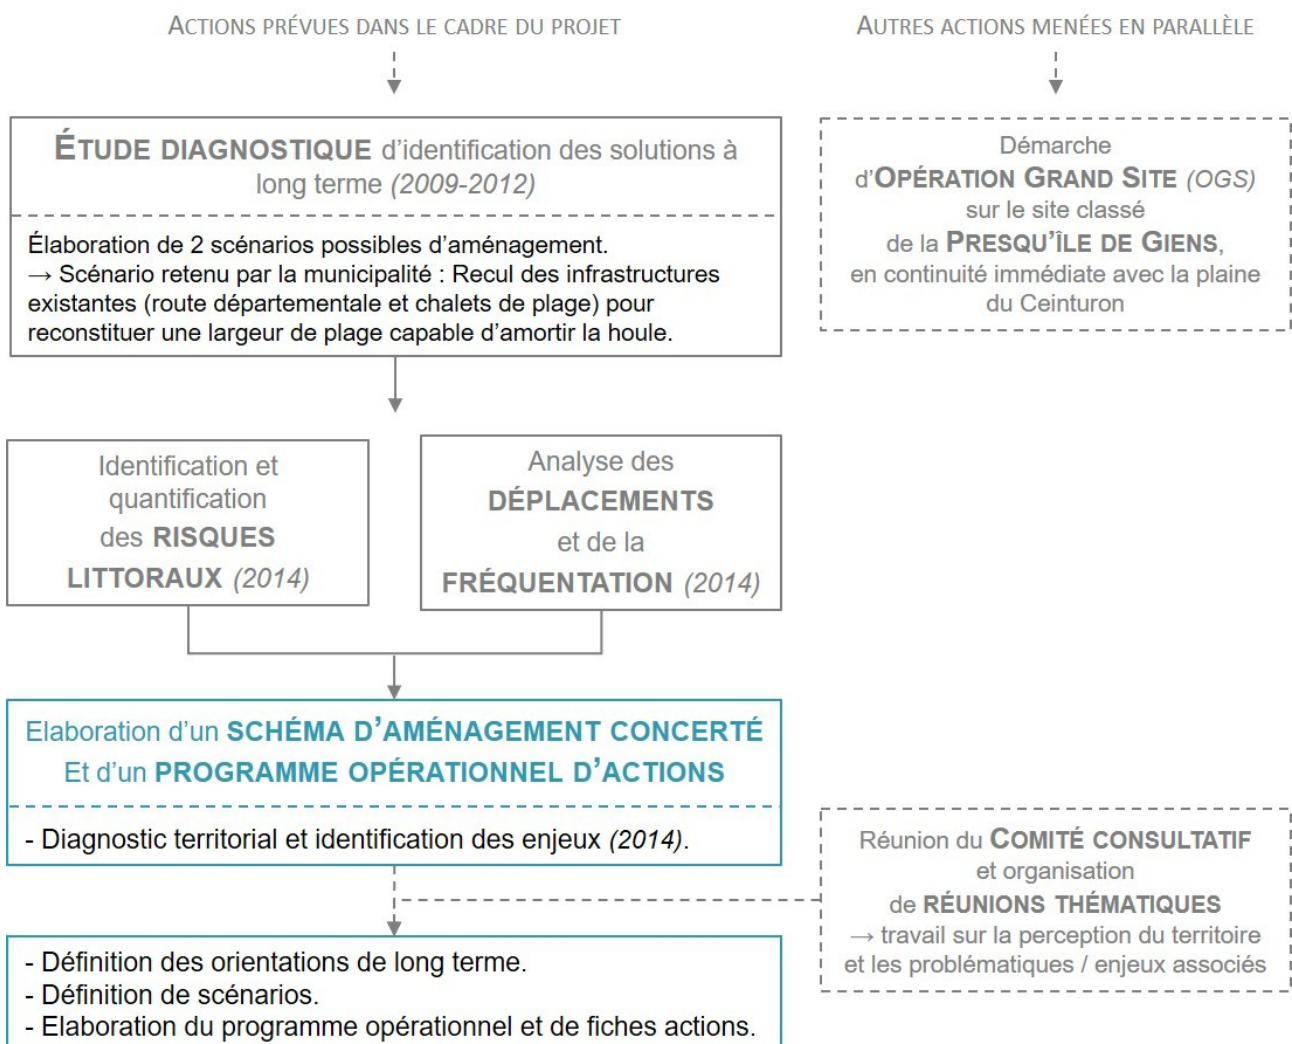 ACTIONS PRÉVUES DANS LE CADRE DU PROJET
AUTRES ACTIONS MENÉES EN PARALLÈLE
ÉTUDE DIAGNOSTIQUE d’identification des solutions à
long terme (2009-2012)
Élaboration de 2 scénarios possibles d’aménagement.
→ Scénario retenu par la municipalité : Recul des infrastructures
existantes (route départementale et chalets de plage) pour
reconstituer une largeur de plage capable d’amortir la houle.
Démarche
d’OPÉRATION GRAND SITE (OGS)
sur le site classé
de la PRESQU’ÎLE DE GIENS,
en continuité immédiate avec la plaine
du Ceinturon
Identification et
quantification
des RISQUES
LITTORAUX (2014)
Analyse des
DÉPLACEMENTS
et de la
FRÉQUENTATION (2014)
Elaboration d’un SCHÉMA D’AMÉNAGEMENT CONCERTÉ
Et d’un PROGRAMME OPÉRATIONNEL D’ACTIONS
- Diagnostic territorial et identification des enjeux (2014).
Réunion du COMITÉ CONSULTATIF
et organisation
de RÉUNIONS THÉMATIQUES
→ travail sur la perception du territoire
et les problématiques / enjeux associés
- Définition des orientations de long terme.
- Définition de scénarios.
- Elaboration du programme opérationnel et de fiches actions.